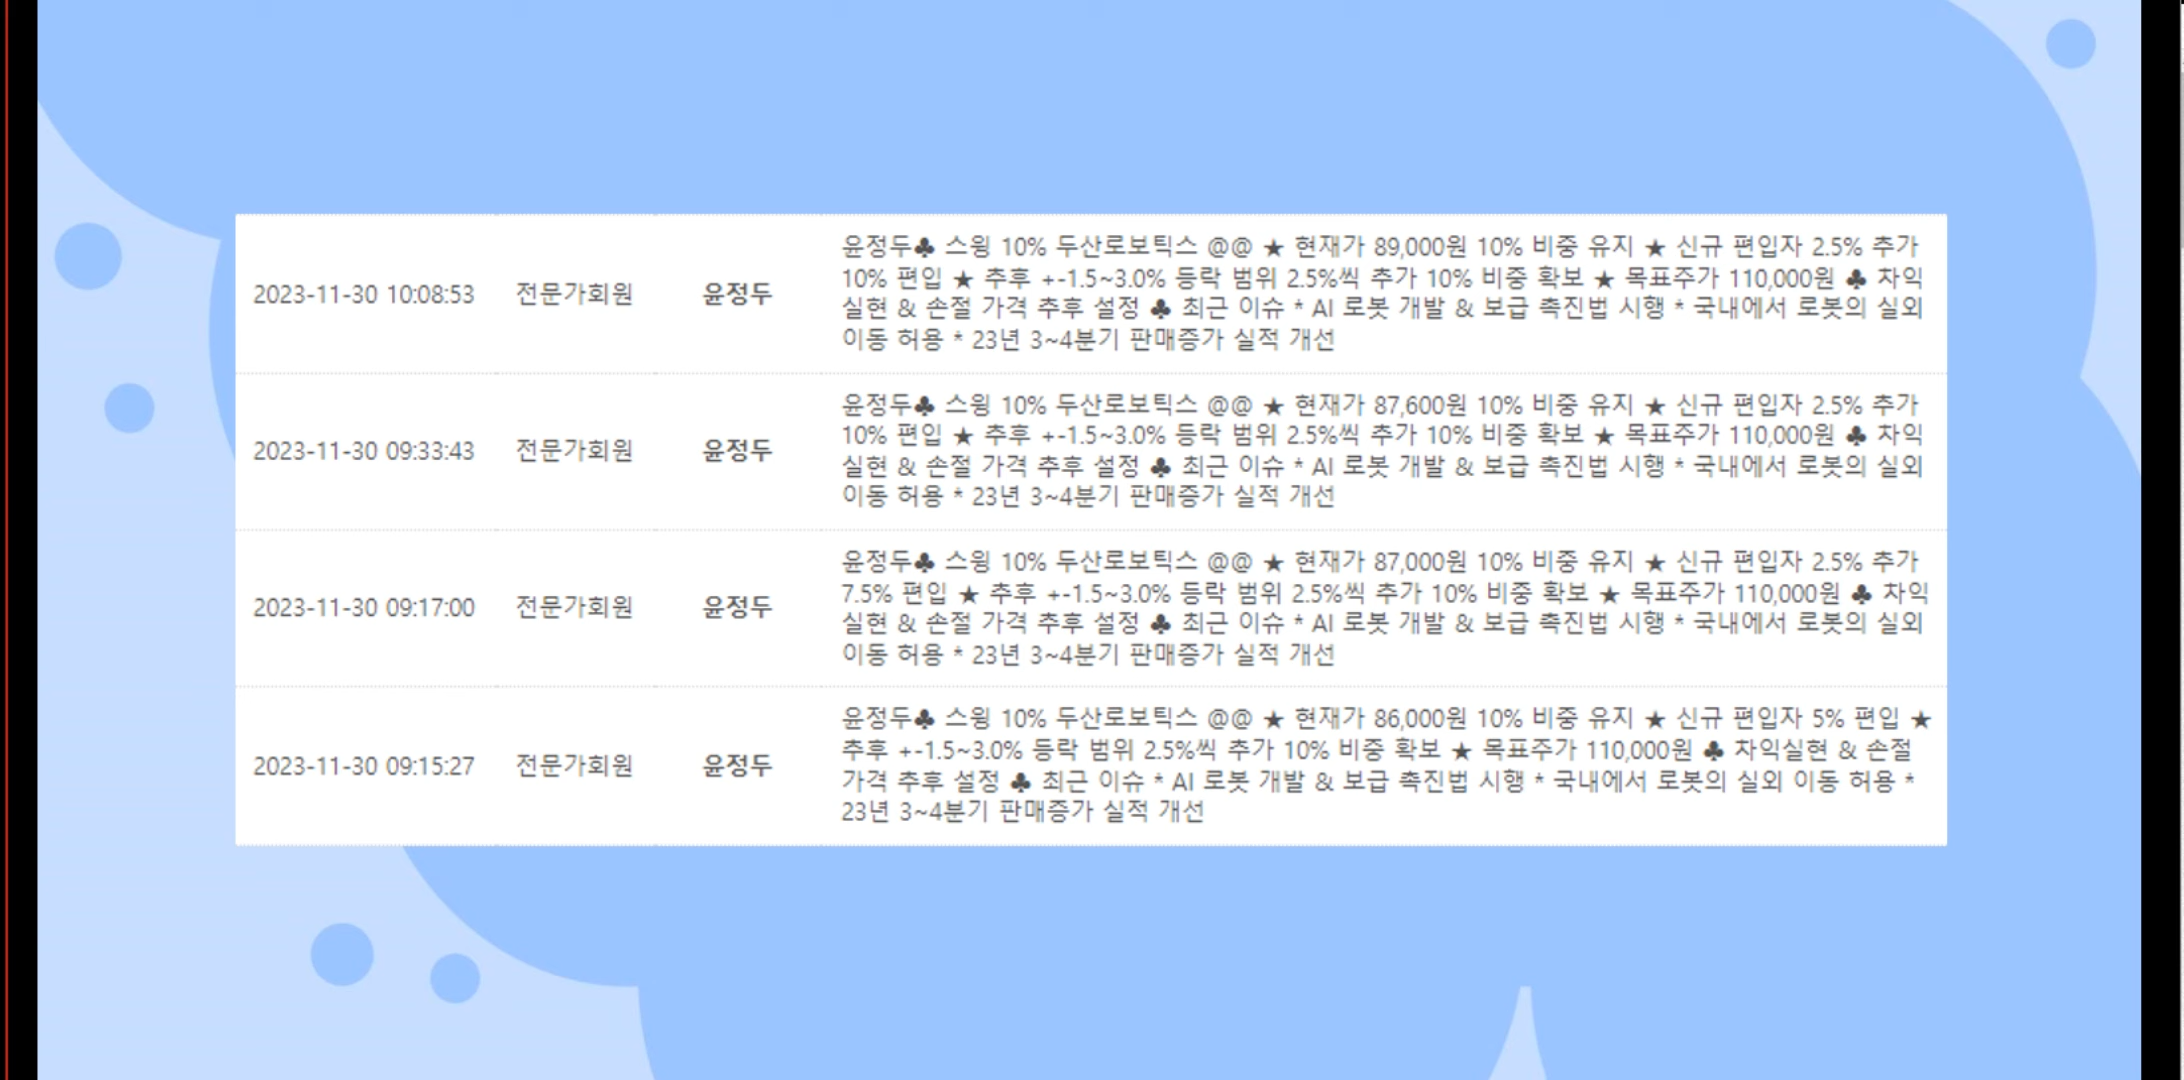 2023-11-30 10:08:53 전문가회원 윤정두
윤정두♣ 스윙 10% 두산로보틱스 @@ ★ 현재가 89,000원 10% 비중 유지 ★ 신규 편입자 2.5% 추가
10% 편입 ★ 추후 +-1.5~3.0% 등락 범위 2.5%씩 추가 10% 비중 확보 ★ 목표주가 110,000원 ♣ 차익
실현 & 손절 가격 추후 설정 ♣ 최근 이슈 * AI 로봇 개발 & 보급 촉진법 시행 * 국내에서 로봇의 실외
이동 허용 * 23년 3~4분기 판매증가 실적 개선
2023-11-30 09:33:43 전문가회원 윤정두
윤정두♣ 스윙 10% 두산로보틱스 @@ ★ 현재가 87,600원 10% 비중 유지 ★ 신규 편입자 2.5% 추가
10% 편입 ★ 추후 +-1.5~3.0% 등락 범위 2.5%씩 추가 10% 비중 확보 ★ 목표주가 110,000원 ♣ 차익
실현 & 손절 가격 추후 설정 ♣ 최근 이슈 * AI 로봇 개발 & 보급 촉진법 시행 * 국내에서 로봇의 실외
이동 허용 * 23년 3~4분기 판매증가 실적 개선
2023-11-30 09:17:00 전문가회원 윤정두
윤정두♣ 스윙 10% 두산로보틱스 @@ ★ 현재가 87,000원 10% 비중 유지 ★ 신규 편입자 2.5% 추가
7.5% 편입 ★ 추후 +-1.5~3.0% 등락 범위 2.5%씩 추가 10% 비중 확보 ★ 목표주가 110,000원 ♣ 차익
실현 & 손절 가격 추후 설정 ♣ 최근 이슈 * AI 로봇 개발 & 보급 촉진법 시행 * 국내에서 로봇의 실외
이동 허용 * 23년 3~4분기 판매증가 실적 개선
2023-11-30 09:15:27 전문가회원 윤정두
윤정두♣ 스윙 10% 두산로보틱스 @@ ★ 현재가 86,000원 10% 비중 유지 ★ 신규 편입자 5% 편입 ★
추후 +-1.5~3.0% 등락 범위 2.5%씩 추가 10% 비중 확보 ★ 목표주가 110,000원 ♣ 차익실현 & 손절
가격 추후 설정 ♣ 최근 이슈 * AI 로봇 개발 & 보급 촉진법 시행 * 국내에서 로봇의 실외 이동 허용 *
23년 3~4분기 판매증가 실적 개선